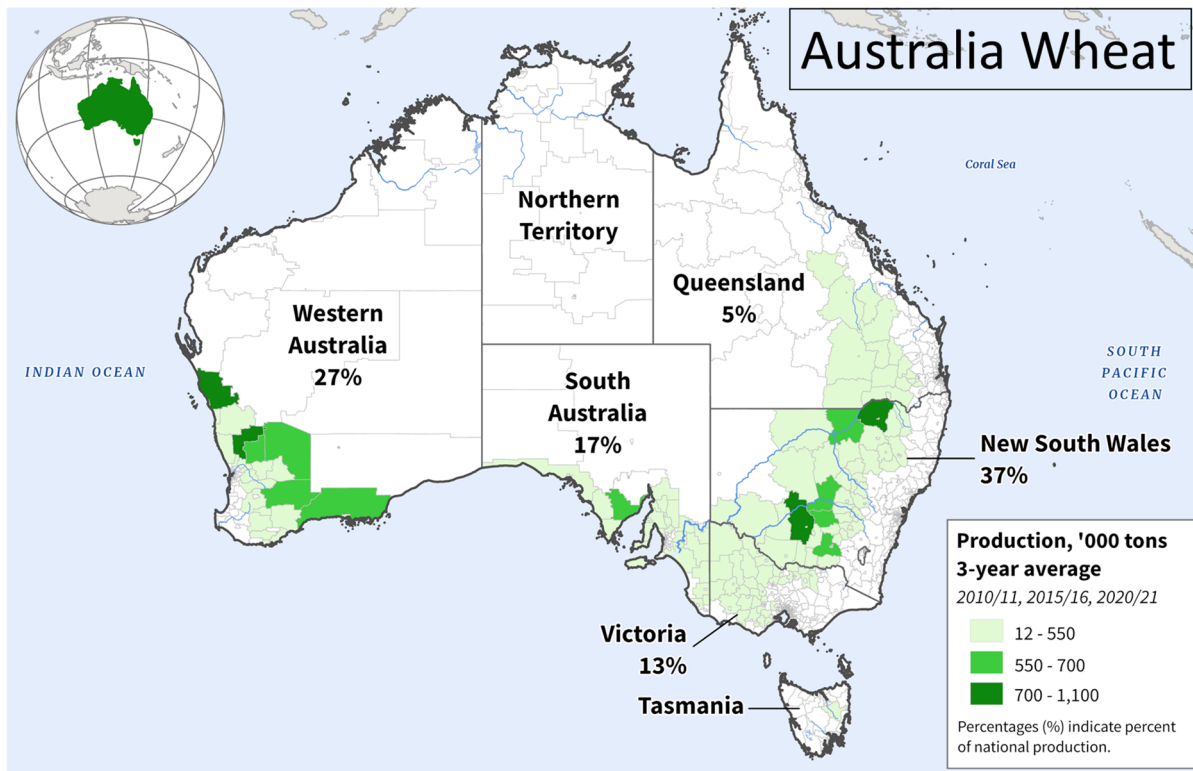 Australia Wheat
Coral Sea
Northern
Territory
Queensland
5%
Western
Australia
27%
INDIAN OCEAN
SOUTH
PACIFIC
OCEAN
South
Australia
17%
New South Wales
37%
Victoria
13%
Tasmania
Production, '000 tons
3-year average
2010/11, 2015/16, 2020/21
12 - 550
550 - 700
700 - 1,100
Percentages (%) indicate percent
of national production.